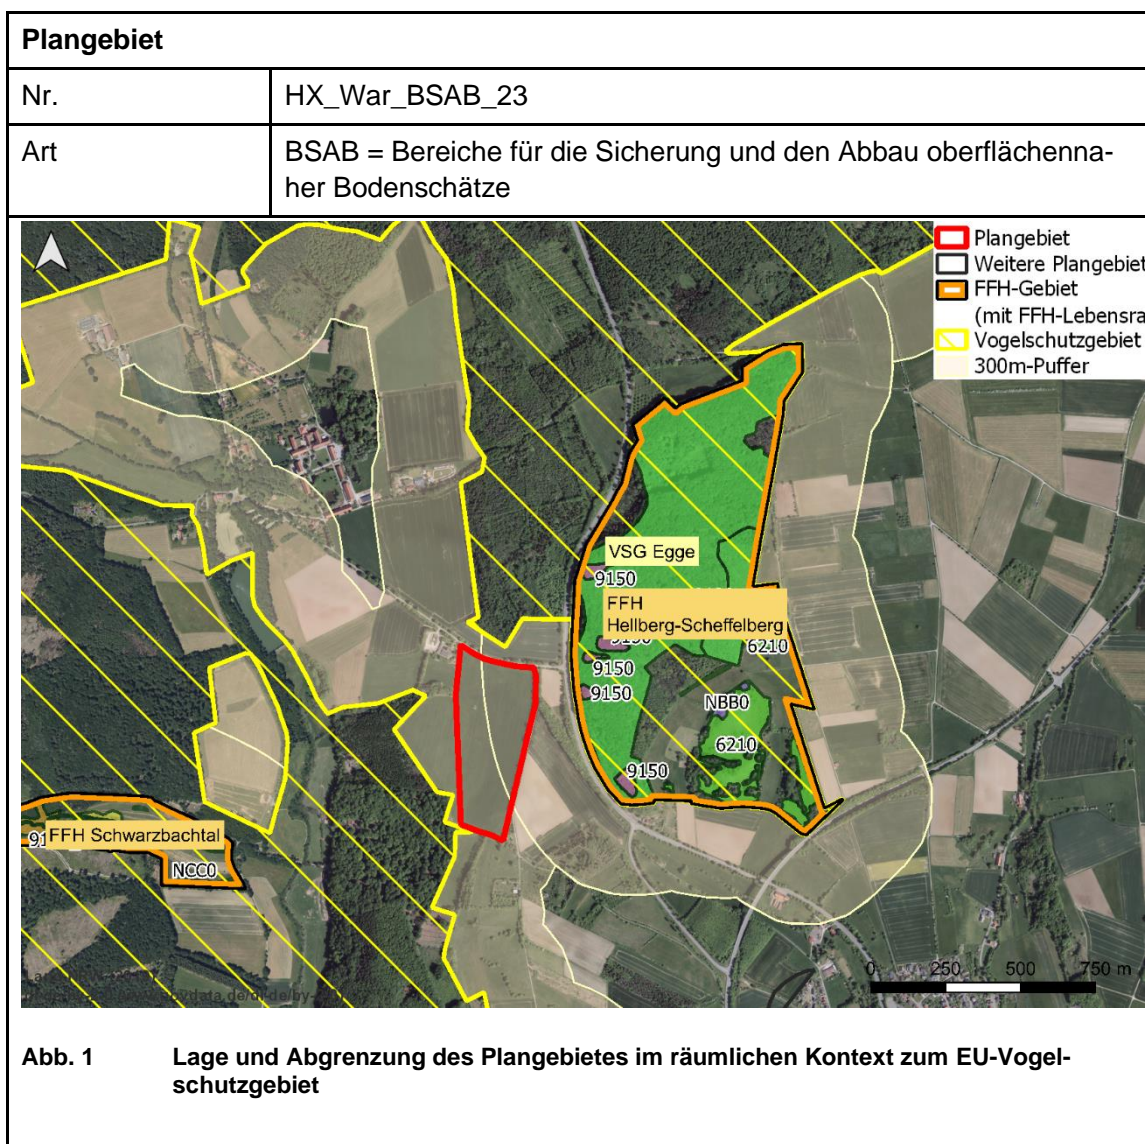 Plangebiet
Nr.
HX_War_BSAB_23
Art
BSAB = Bereiche für die Sicherung und den Abbau oberflächenna-
her Bodenschätze
Plangebiet
Weitere Plangebiet
FFH-Gebiet
(mit FFH-Lebensra
Vogelschutzgebiet
300m-Puffer
VSG Egge
9150
FFH
Hellberg-Scheffelberg
9150
6210
9150
9150
NBB0
6210
9150
91
FFH Schwarzbachtal
NCC0
0
250
500
750 m
Abb. 1
Lage und Abgrenzung des Plangebietes im räumlichen Kontext zum EU-Vogel-
schutzgebiet